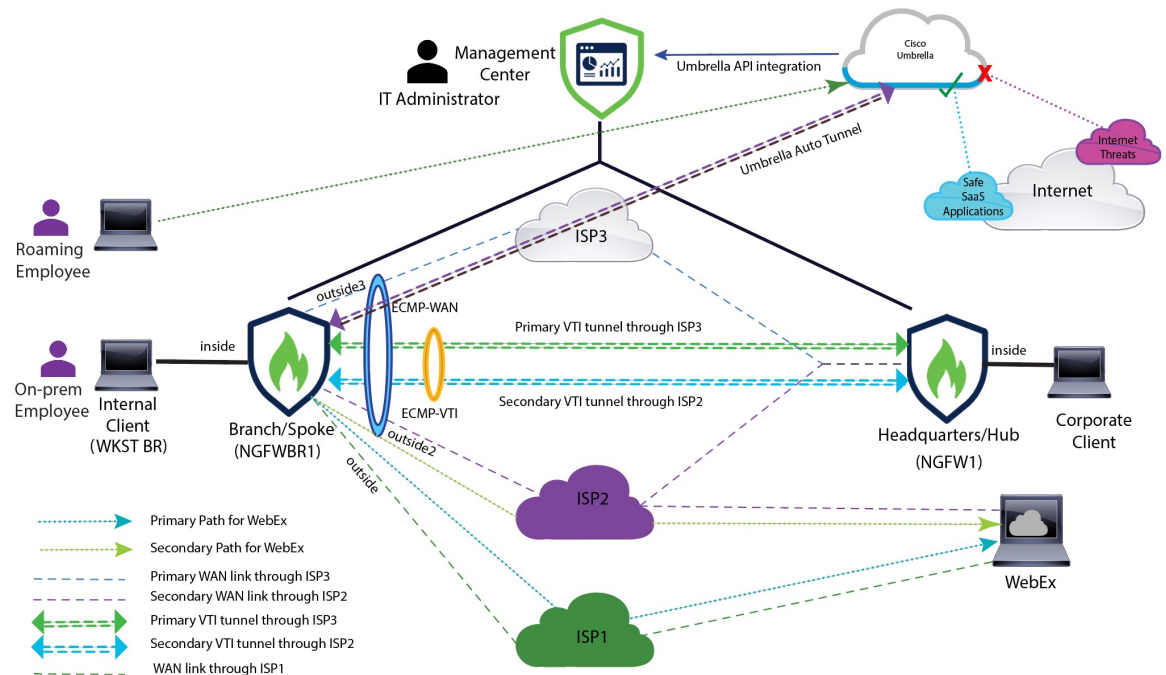 Management
Center
IT Administrator
Umbrella API integration
Cisco
Umbrella
X
Umbrella Auto Tunnel
Internet
Threats
Internet
Safe
SaaS
Applications
Roaming
Employee
ISP3
outside3
ECMP-WAN
Primary VTI tunnel through ISP3
inside
inside
On-prem
Employee
Internal
Client
(WKST BR)
Secondary VTI tunnel through ISP2
ECMP-VTI
Branch/Spoke
(NGFWBR1)
Headquarters/Hub
(NGFW1)
Corporate
Client
outside2
outside
ISP2
WebEx
ISP1
Primary Path for WebEx
Secondary Path for WebEx
Primary WAN link through ISP3
Secondary WAN link through ISP2
Primary VTI tunnel through ISP3
Secondary VTI tunnel through ISP2
WAN link through ISP1